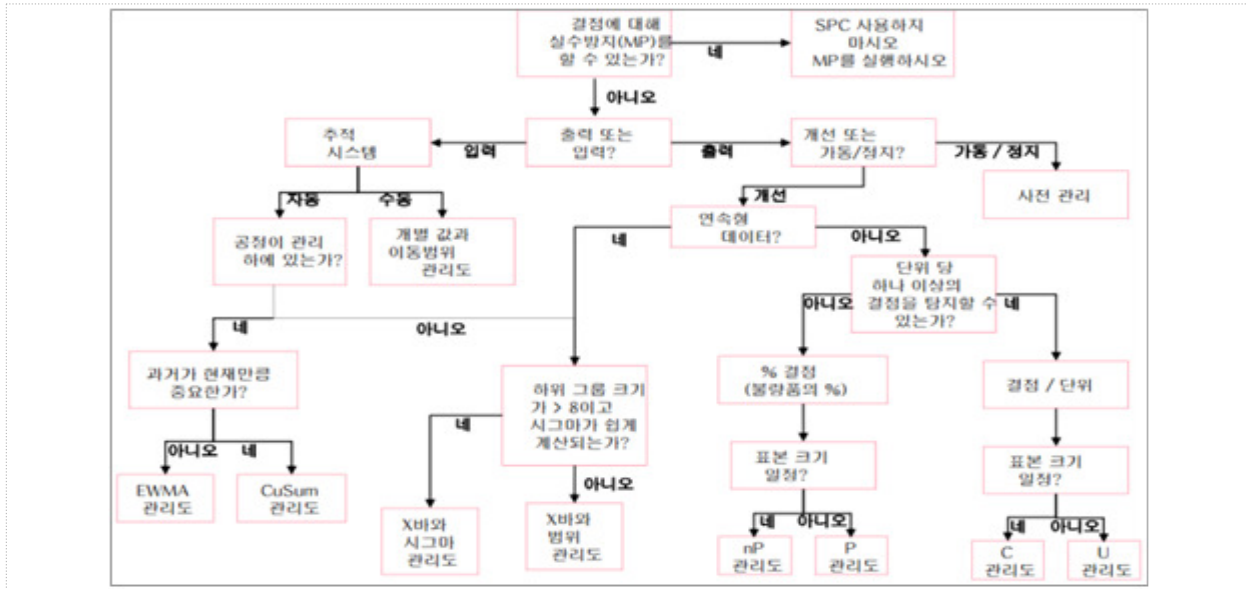 결점에 대해
실수방지(MP)를
할 수 있는가?
네
SPC 사용하지
마시오
MP를 실행하시오
아니오
추적
시스템
입력
출력 또는
입력?
출력
개선 또는
가동/정지?
가동 / 정지
사전 관리
자동
수동
개선
공정이 관리
하에 있는가?
개별 값과
이동범위
관리도
네
연속형
데이터?
아니오
단위 당
하나 이상의
결점을 탐지할 수
있는가?
아니오
네
네
아니오
과거가 현재만큼
중요한가?
하위 그룹 크기
가 > 8이고
시그마가 쉽게
계산되는가?
% 결점
(불량품의 %)
결점 / 단위
네
아니오
네
표본 크기
일정?
표본 크기
일정?
아니오
EWMA
관리도
CuSum
관리도
X바와
시그마
관리도
X바와
범위
관리도
네
아니오
네
아니오
nP
관리도
P
관리도
C
관리도
U
관리도